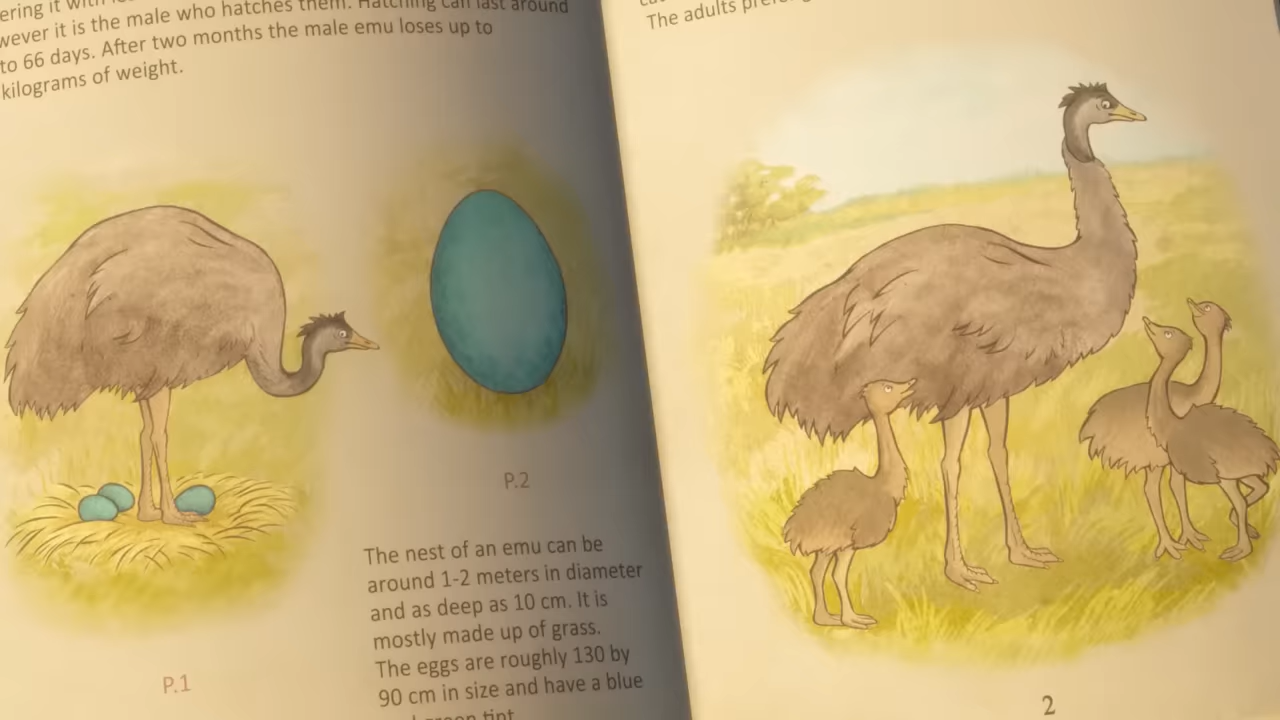 wever it is the male who hatches them. Hatching can last around
to 66 days. After two months the male emu loses up to
kilograms of weight.
P.1
P.2
The nest of an emu can be
around 1-2 meters in diameter
and as deep as 10 cm. It is
mostly made up of grass.
The eggs are roughly 130 by
90 cm in size and have a blue
green tint
The adults
2